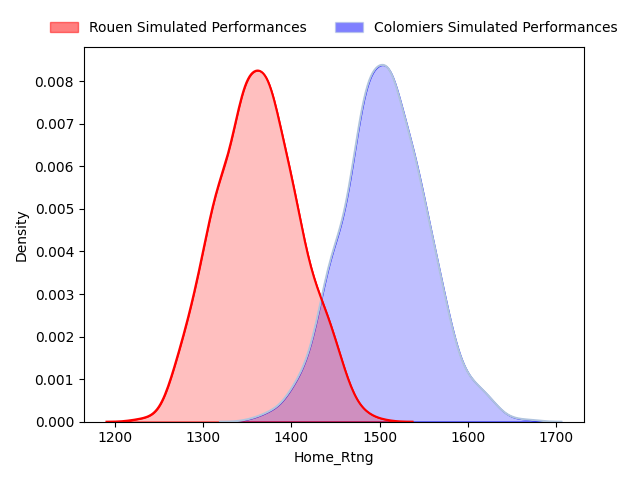 Rouen Simulated Performances
Colomiers Simulated Performances
0.008
0.007
0.006
0.005
0.004
0.003
0.002
0.001
0.000
Density
1200 1300 1400 1500 1600 1700
Home_Rtng